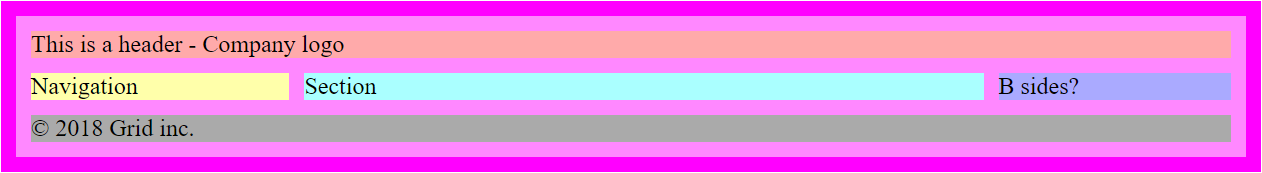 This is a header - Company logo
Navigation
Section
B sides?
© 2018 Grid inc.